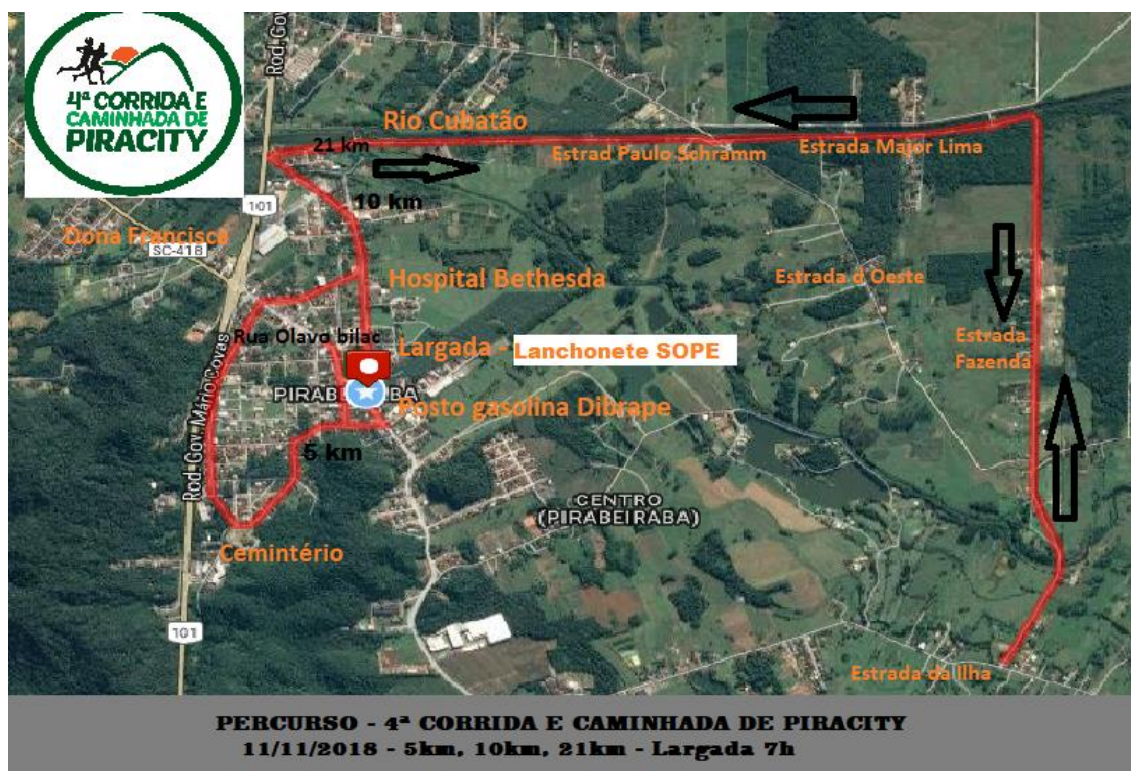 4ª CORRIDA E
CAMINHADA DE
PIRACITY
Rod. Gov.
Rio Cubatão
21 km
Estrad Paulo Schramm
Estrada Major Lima
10 km
101
Dona Francisca
SC-418
Hospital Bethesda
Estrada d Oeste
Rua Olavo bilac
Largada - Lanchonete SOPE
Estrada
Fazenda
PIRAB BA
Posto gasolina Dibrape
Rod. Gov. Mário Covas
5 km
CENTRO
(PIRABEIRABA)
Cemintério
101
Estrada da Ilha
PERCURSO - 4ª CORRIDA E CAMINHADA DE PIRACITY
11/11/2018 - 5km, 10km, 21km - Largada 7h